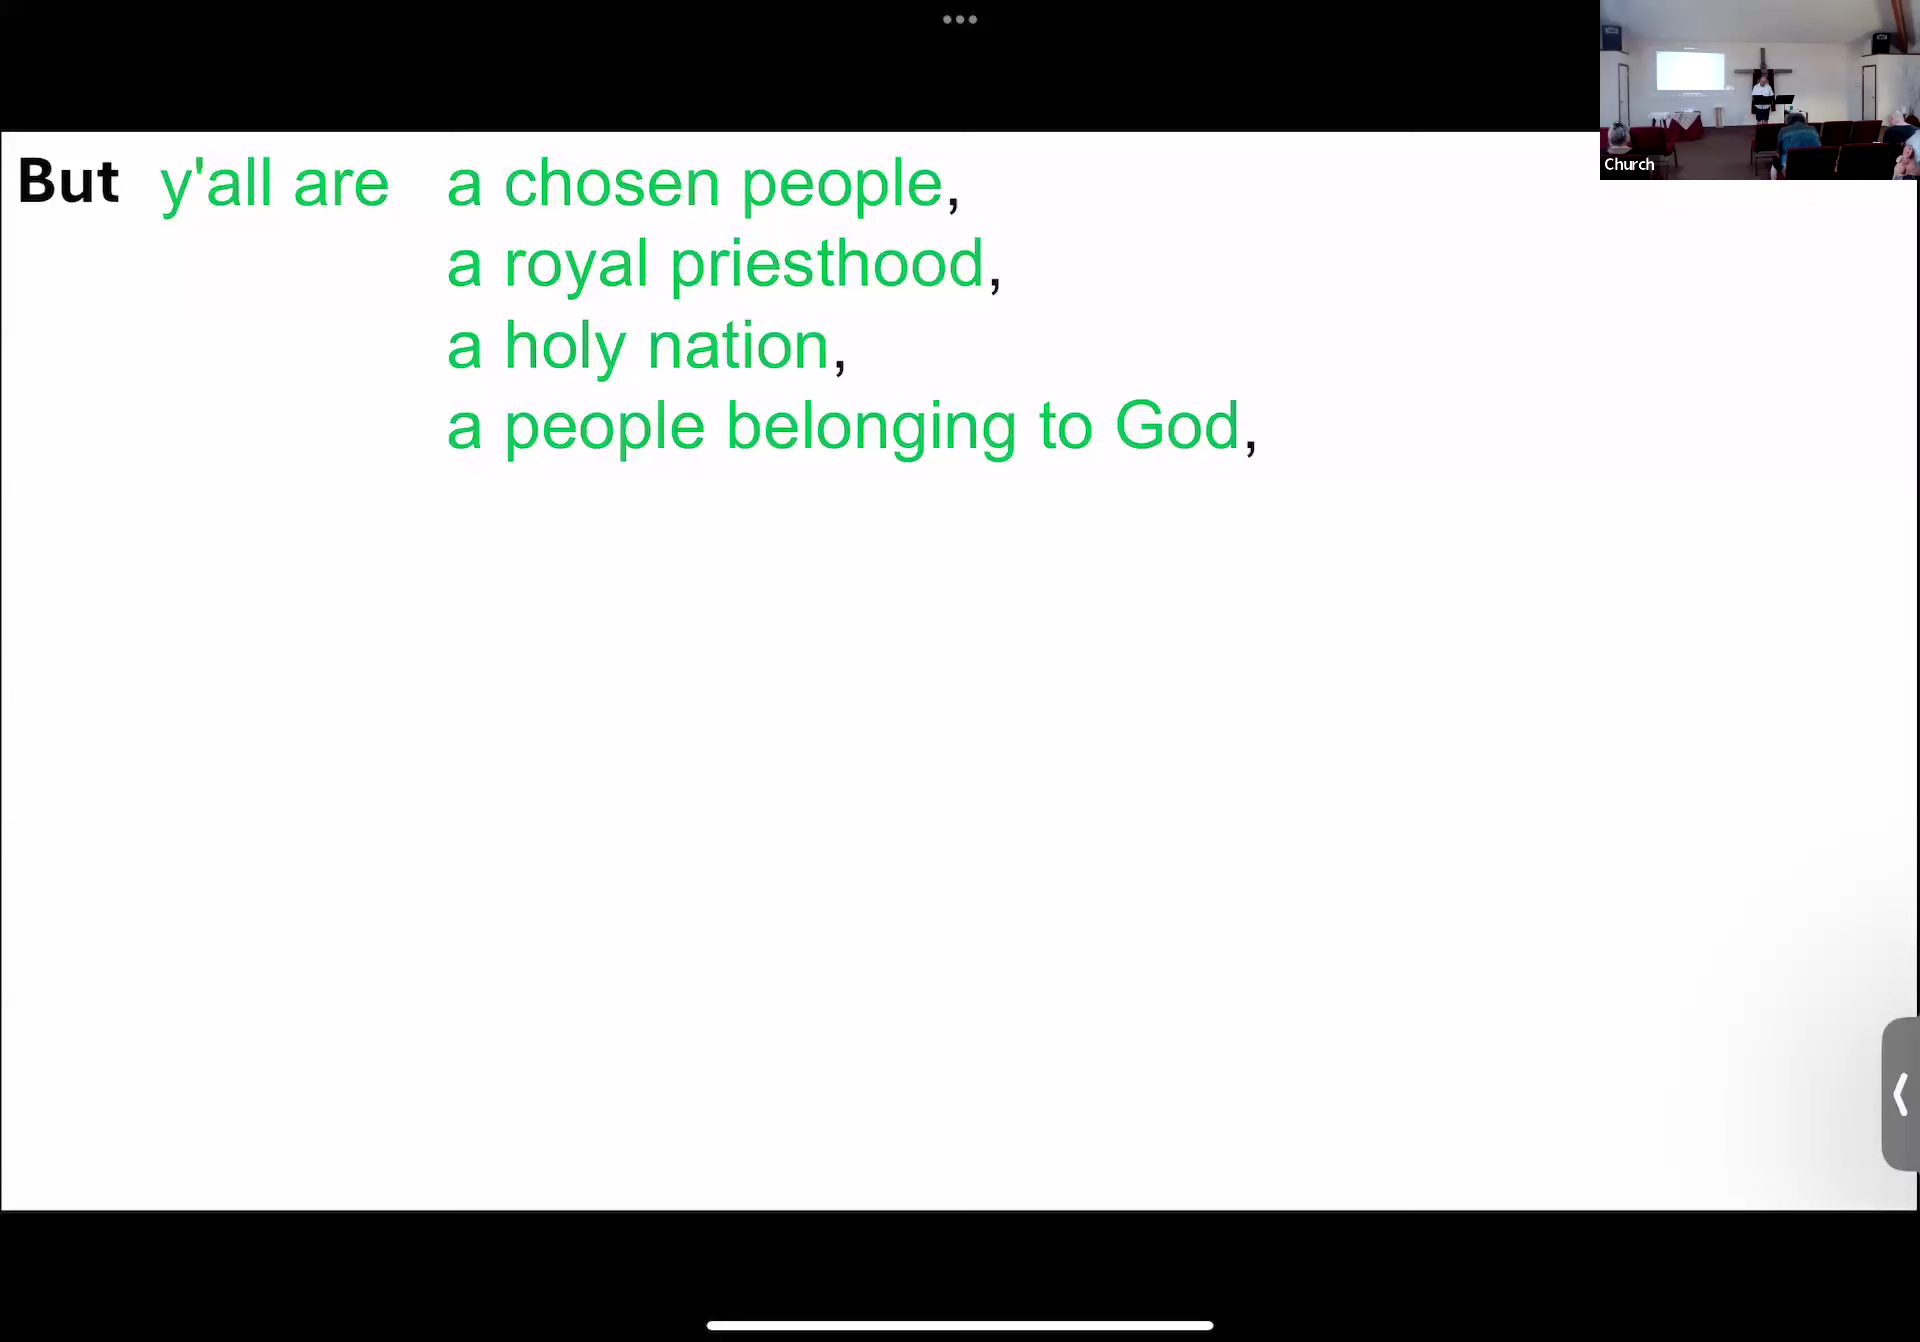 But y'all are a chosen people,
a royal priesthood,
a holy nation,
a people belonging to God,
Church